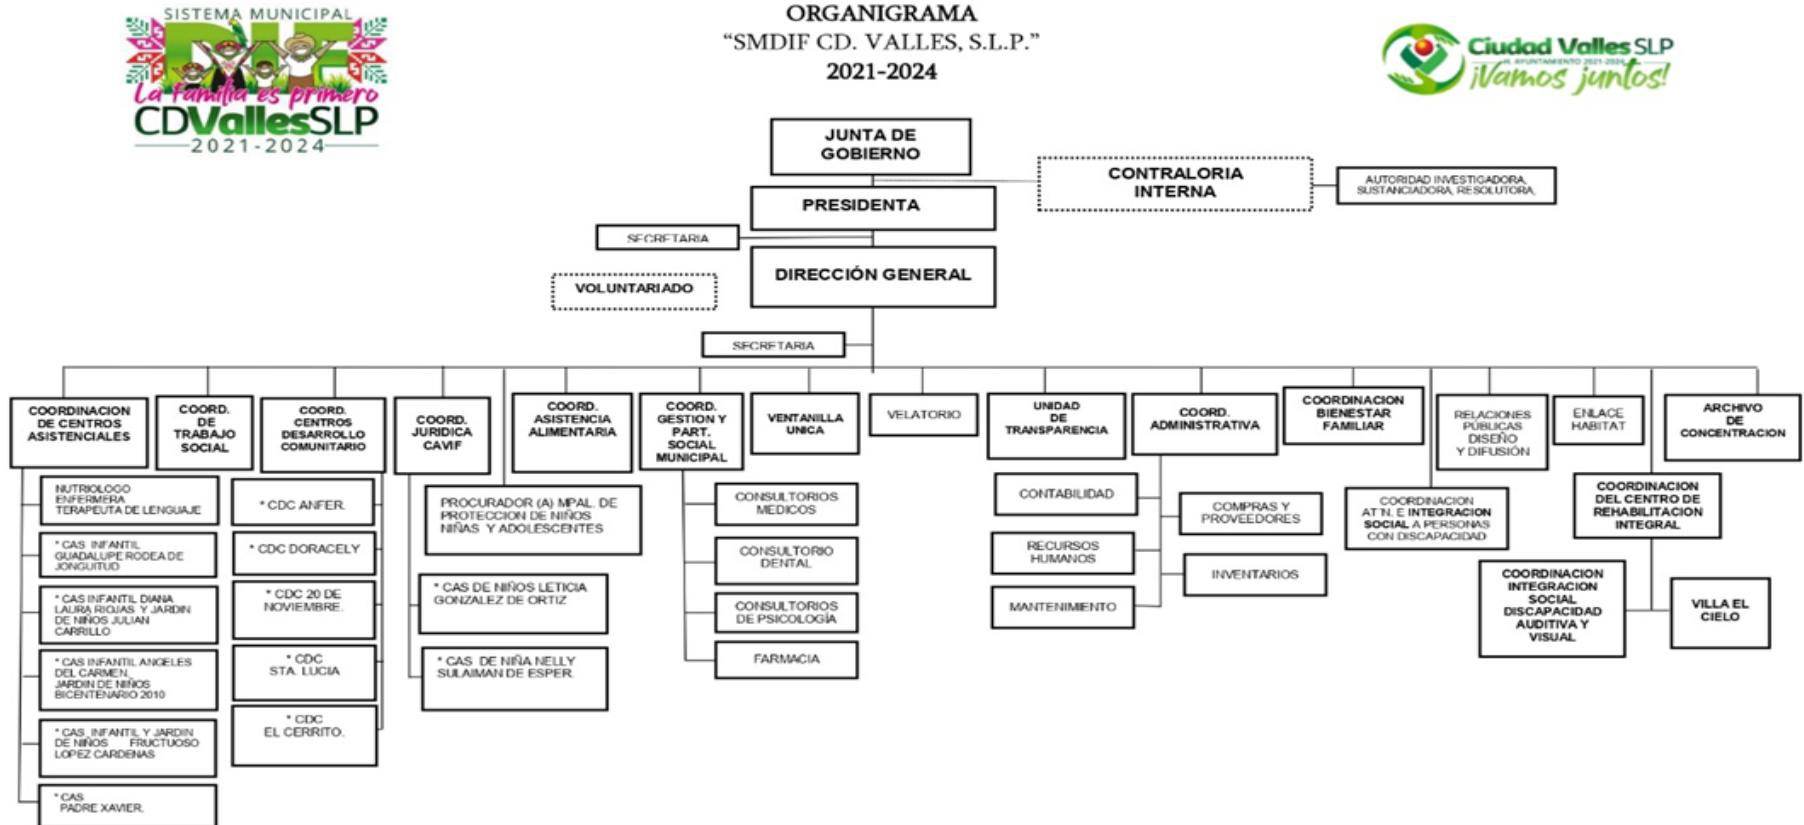 SISTEMA MUNICIPAL
DIF
La Familia es primero
CDVallesSLP
2021-2024
ORGANIGRAMA
“SMDIF CD. VALLES, S.L.P.”
2021-2024
Ciudad Valles SLP
H. AYUNTAMIENTO 2021-2024
¡Vamos juntos!
JUNTA DE
GOBIERNO
CONTRALORIA
INTERNA
AUTORIDAD INVESTIGADORA,
SUSTANCIADORA, RESOLUTORA,
PRESIDENTA
SECRETARIA
DIRECCIÓN GENERAL
VOLUNTARIADO
SECRETARIA
COORDINACION
DE CENTROS
ASISTENCIALES
COORD.
DE
TRABAJO
SOCIAL
COORD.
CENTROS
DESARROLLO
COMUNITARIO
COORD.
JURIDICA
CAVIF
COORD.
ASISTENCIA
ALIMENTARIA
COORD.
GESTION Y
PART.
SOCIAL
MUNICIPAL
VENTANILLA
UNICA
VELATORIO
UNIDAD
DE
TRANSPARENCIA
COORD.
ADMINISTRATIVA
COORDINACION
BIENESTAR
FAMILIAR
RELACIONES
PÚBLICAS
DISEÑO
Y DIFUSIÓN
ENLACE
HABITAT
ARCHIVO
DE
CONCENTRACION
NUTRIOLOGO
ENFERMERA
TERAPEUTA DE LENGUAJE
* CAS INFANTIL
GUADALUPE RODEA DE
JONGUITUD
* CAS INFANTIL DIANA
LAURA RIOJAS Y JARDIN
DE NIÑOS JULIAN
CARRILLO
* CAS INFANTIL ANGELES
DEL CARMEN,
JARDIN DE NIÑOS
BICENTENARIO 2010
* CAS INFANTIL Y JARDIN
DE NIÑOS FRUCTUOSO
LOPEZ CARDENAS
* CAS
PADRE XAVIER.
* CDC ANFER.
* CDC DORACELY
* CDC 20 DE
NOVIEMBRE.
* CDC
STA. LUCIA
* CDC
EL CERRITO.
PROCURADOR (A) MPAL. DE
PROTECCION DE NIÑOS
NIÑAS Y ADOLESCENTES
* CAS DE NIÑOS LETICIA
GONZALEZ DE ORTIZ
* CAS DE NIÑA NELLY
SULAIMAN DE ESPER.
CONSULTORIOS
MEDICOS
CONSULTORIO
DENTAL
CONSULTORIOS
DE PSICOLOGÍA
FARMACIA
CONTABILIDAD
RECURSOS
HUMANOS
MANTENIMIENTO
COMPRAS Y
PROVEEDORES
INVENTARIOS
COORDINACION
AT´N. E INTEGRACION
SOCIAL A PERSONAS
CON DISCAPACIDAD
COORDINACION
DEL CENTRO DE
REHABILITACION
INTEGRAL
COORDINACION
INTEGRACION
SOCIAL
DISCAPACIDAD
AUDITIVA Y
VISUAL
VILLA EL
CIELO